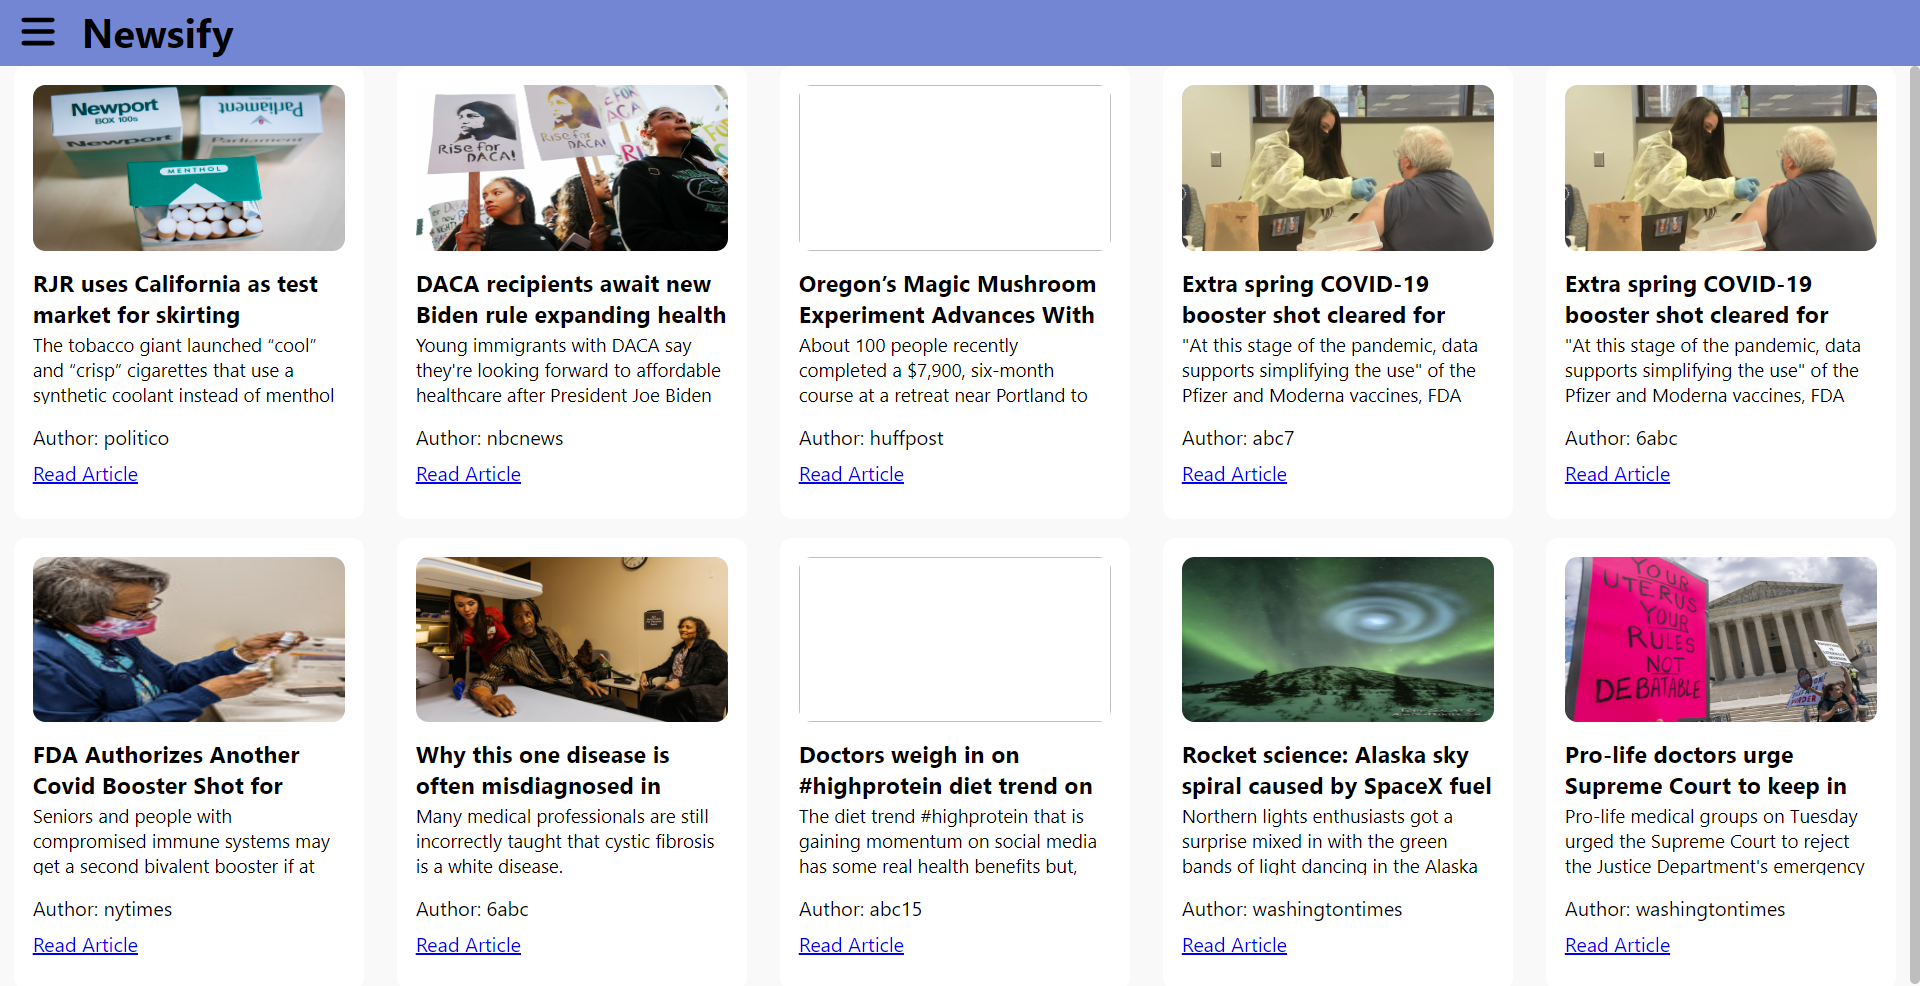 Newsify
Newport
BOX 100s
Newport
Parliament
Parliament
MENTHOL
Rise for
DACA!
Rise for
DACA!
RJR uses California as test
market for skirting
The tobacco giant launched “cool”
and “crisp” cigarettes that use a
synthetic coolant instead of menthol
Author: politico
Read Article
DACA recipients await new
Biden rule expanding health
Young immigrants with DACA say
they're looking forward to affordable
healthcare after President Joe Biden
Author: nbcnews
Read Article
Oregon’s Magic Mushroom
Experiment Advances With
About 100 people recently
completed a $7,900, six-month
course at a retreat near Portland to
Author: huffpost
Read Article
Extra spring COVID-19
booster shot cleared for
"At this stage of the pandemic, data
supports simplifying the use" of the
Pfizer and Moderna vaccines, FDA
Author: abc7
Read Article
Extra spring COVID-19
booster shot cleared for
"At this stage of the pandemic, data
supports simplifying the use" of the
Pfizer and Moderna vaccines, FDA
Author: 6abc
Read Article
FDA Authorizes Another
Covid Booster Shot for
Seniors and people with
compromised immune systems may
get a second bivalent booster if at
Author: nytimes
Read Article
Why this one disease is
often misdiagnosed in
Many medical professionals are still
incorrectly taught that cystic fibrosis
is a white disease.
Author: 6abc
Read Article
Doctors weigh in on
#highprotein diet trend on
The diet trend #highprotein that is
gaining momentum on social media
has some real health benefits but,
Author: abc15
Read Article
Rocket science: Alaska sky
spiral caused by SpaceX fuel
Northern lights enthusiasts got a
surprise mixed in with the green
bands of light dancing in the Alaska
Author: washingtontimes
Read Article
YOUR
UTERUS
YOUR
RULES
NOT
DEBATABLE
Pro-life doctors urge
Supreme Court to keep in
Pro-life medical groups on Tuesday
urged the Supreme Court to reject
the Justice Department's emergency
Author: washingtontimes
Read Article